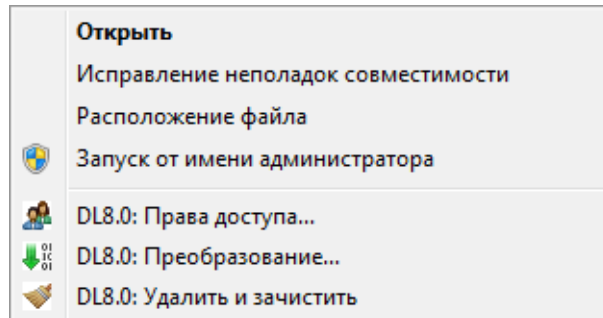 Открыть
Исправление неполадок совместимости
Расположение файла
Запуск от имени администратора
DL8.0: Права доступа...
DL8.0: Преобразование...
DL8.0: Удалить и зачистить